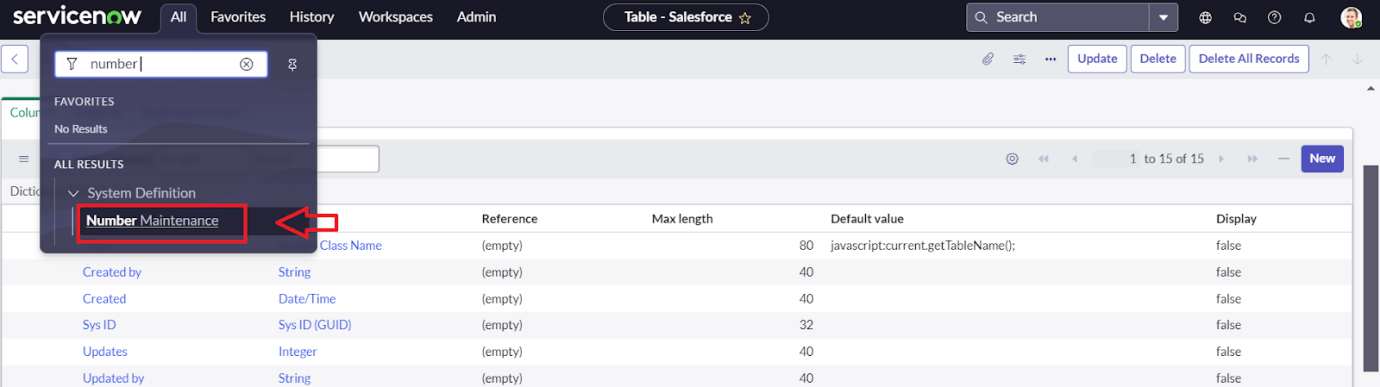 servicenow All Favorites History Workspaces Admin Table - Salesforce Search
number
Update Delete Delete All Records
FAVORITES
Colu
No Results
1 to 15 of 15 New
ALL RESULTS
Dictio
System Definition
Number Maintenance
Reference Max length Default value Display
Class Name (empty) 80 javascript:current.getTableName(); false
Created by String (empty) 40 false
Created Date/Time (empty) 40 false
Sys ID Sys ID (GUID) (empty) 32 false
Updates Integer (empty) 40 false
Updated by String (empty) 40 false